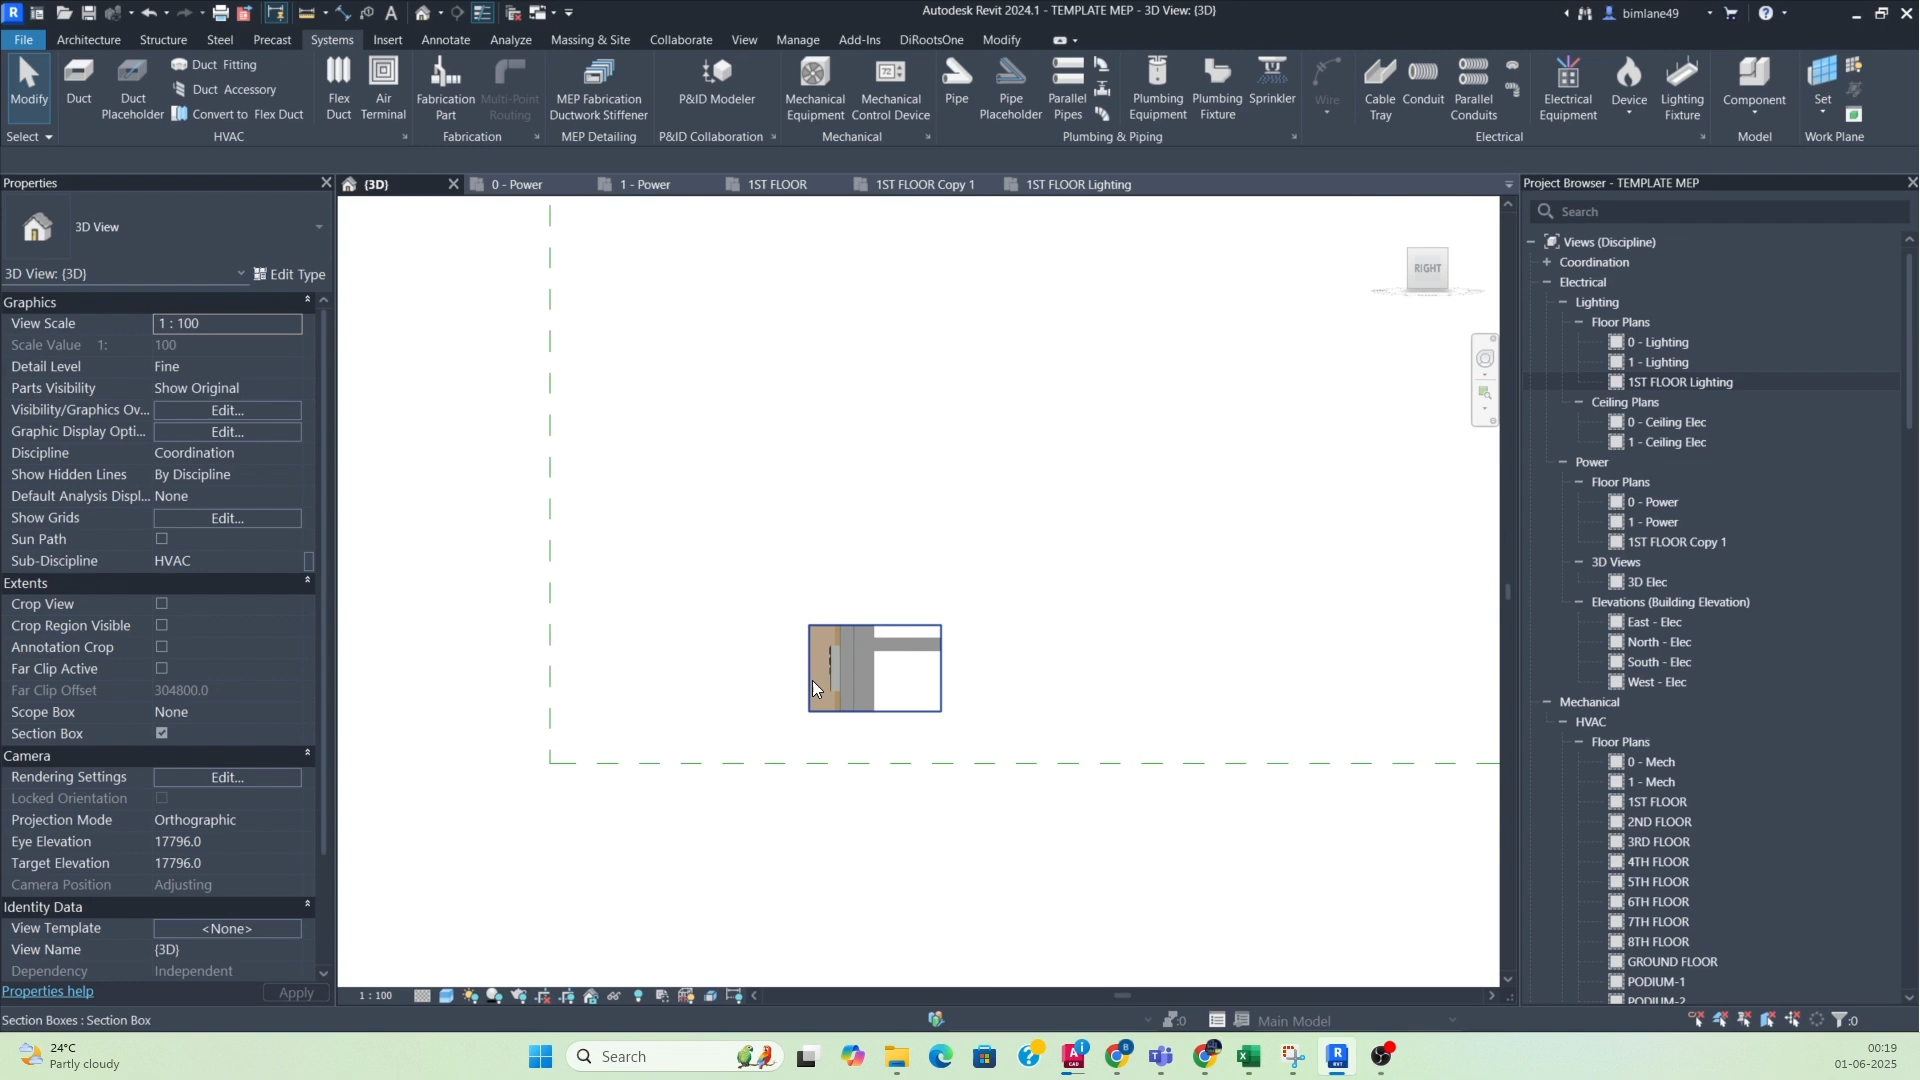 Autodesk Revit 2024.1 - TEMPLATE MEP - 3D View: {3D}
bimlane49
File
Architecture
Structure
Steel
Precast
Systems
Insert
Annotate
Analyze
Massing & Site
Collaborate
View
Manage
Add-Ins
DiRootsOne
Modify
Modify
Duct
Duct Placeholder
Duct Fitting
Duct Accessory
Convert to Flex Duct
Flex Duct
Air Terminal
Fabrication Part
Multi-Point Routing
MEP Fabrication Ductwork Stiffener
P&ID Modeler
Mechanical Equipment
Mechanical Control Device
Pipe
Pipe Placeholder
Parallel Pipes
Plumbing Equipment
Plumbing Fixture
Sprinkler
Wire
Cable Tray
Conduit
Parallel Conduits
Electrical Equipment
Device
Lighting Fixture
Component
Set
Select
HVAC
Fabrication
MEP Detailing
P&ID Collaboration
Mechanical
Plumbing & Piping
Electrical
Model
Work Plane
Properties
3D View
3D View: {3D}
Edit Type
Graphics
View Scale 1 : 100
Scale Value 1: 100
Detail Level Fine
Parts Visibility Show Original
Visibility/Graphics Ov... Edit...
Graphic Display Opti... Edit...
Discipline Coordination
Show Hidden Lines By Discipline
Default Analysis Displ... None
Show Grids Edit...
Sun Path
Sub-Discipline HVAC
Extents
Crop View
Crop Region Visible
Annotation Crop
Far Clip Active
Far Clip Offset 304800.0
Scope Box None
Section Box
Camera
Rendering Settings Edit...
Locked Orientation
Projection Mode Orthographic
Eye Elevation 17796.0
Target Elevation 17796.0
Camera Position Adjusting
Identity Data
View Template <None>
View Name {3D}
Dependency Independent
Properties help
Apply
{3D}
0 - Power
1 - Power
1ST FLOOR
1ST FLOOR Copy 1
1ST FLOOR Lighting
RIGHT
1 : 100
Project Browser - TEMPLATE MEP
Search
Views (Discipline)
Coordination
Electrical
Lighting
Floor Plans
0 - Lighting
1 - Lighting
1ST FLOOR Lighting
Ceiling Plans
0 - Ceiling Elec
1 - Ceiling Elec
Power
Floor Plans
0 - Power
1 - Power
1ST FLOOR Copy 1
3D Views
3D Elec
Elevations (Building Elevation)
East - Elec
North - Elec
South - Elec
West - Elec
Mechanical
HVAC
Floor Plans
0 - Mech
1 - Mech
1ST FLOOR
2ND FLOOR
3RD FLOOR
4TH FLOOR
5TH FLOOR
6TH FLOOR
7TH FLOOR
8TH FLOOR
GROUND FLOOR
PODIUM-1
PODIUM-2
Section Boxes : Section Box
:0
Main Model
:0
24°C
Partly cloudy
Search
00:19
01-06-2025